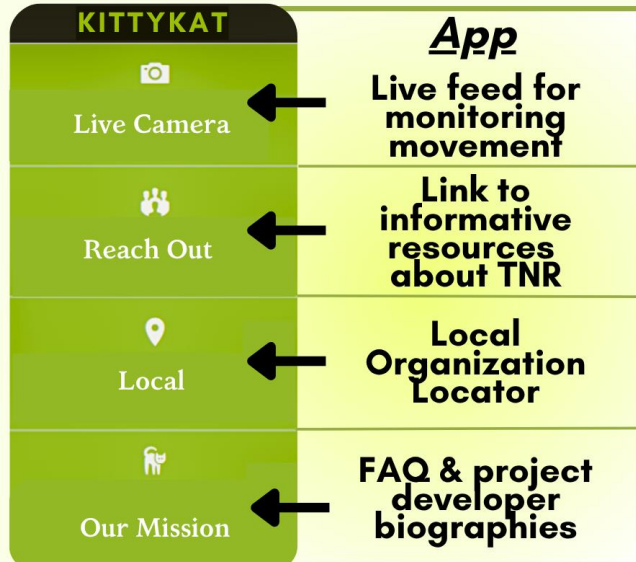 KITTYKAT
App
Live Camera
Live feed for
monitoring
movement
Reach Out
Link to
informative
resources
about TNR
Local
Local
Organization
Locator
Our Mission
FAQ & project
developer
biographies